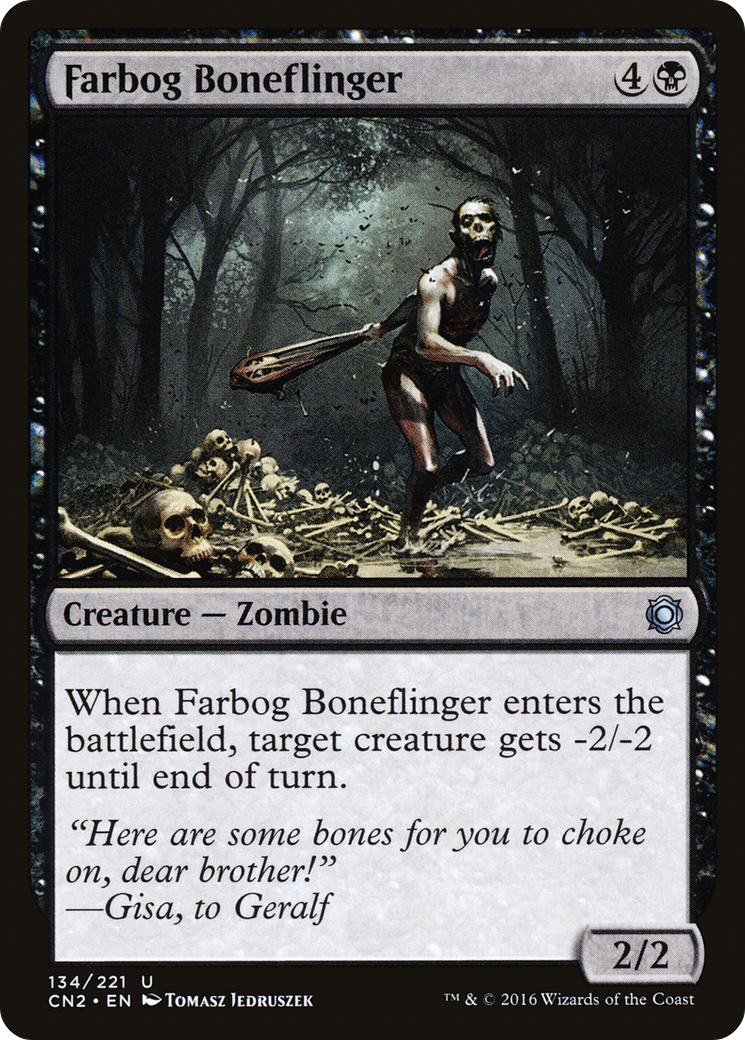 Farbog Boneflinger 4
Creature — Zombie
When Farbog Boneflinger enters the
battlefield, target creature gets -2/-2
until end of turn.
“Here are some bones for you to choke
on, dear brother!”
—Gisa, to Geralf
2/2
134/221 U
CN2 • EN Tomasz Jedruszek
™ & © 2016 Wizards of the Coast